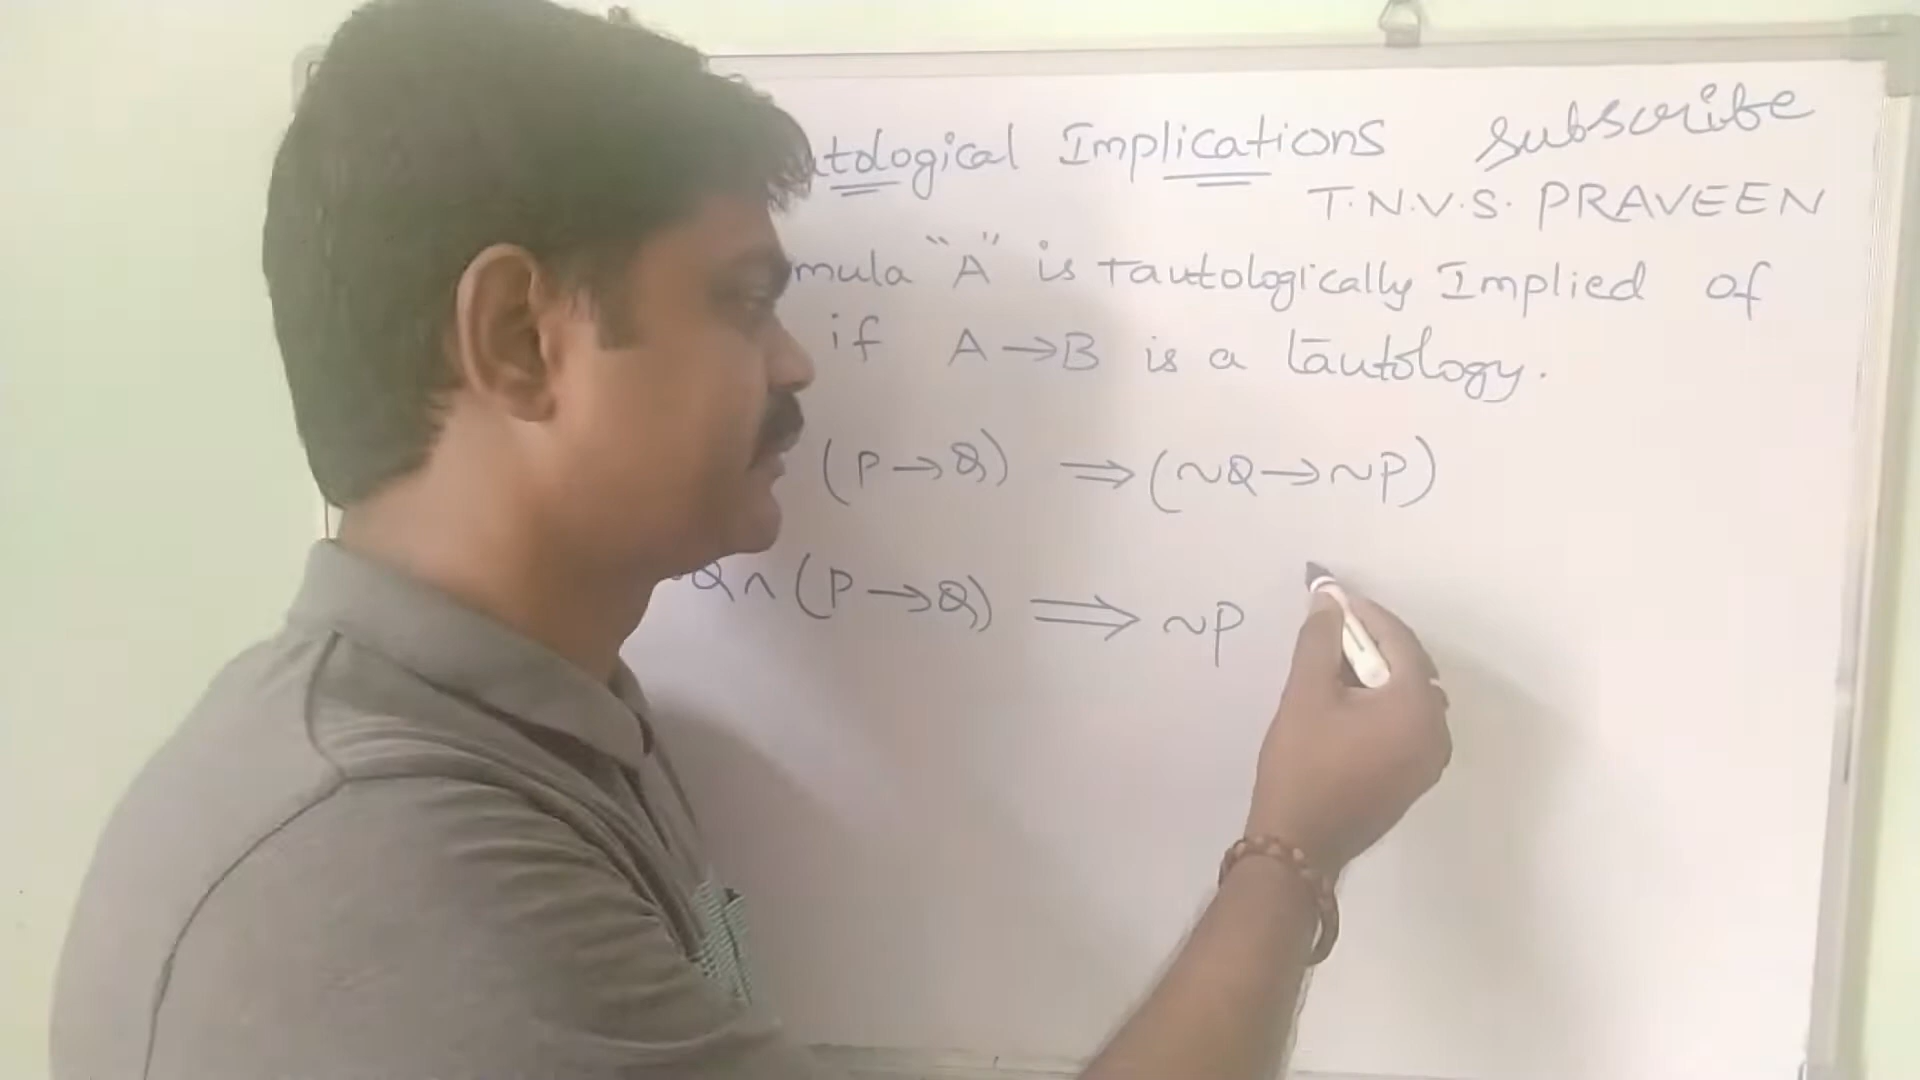 utological Implications subscribe
T.N.V.S. PRAVEEN
mula "A" is Tautologically Implied of
if A→B is a tautology.
(P→Q) ⇒(~Q→~P)
Q∧(P→Q) ⇒ ~P